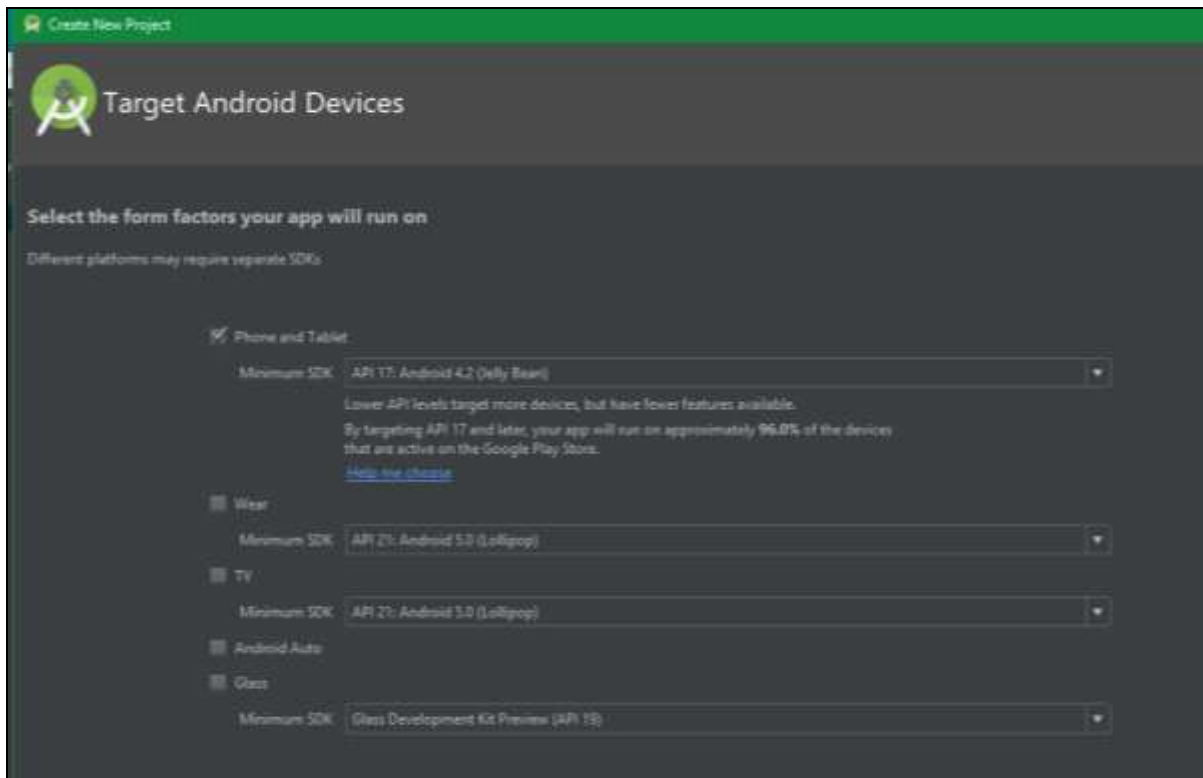 Create New Project
Target Android Devices
Select the form factors your app will run on
Different platforms may require separate SDKs
Phone and Tablet
Minimum SDK API 17: Android 4.2 (Jelly Bean)
Lower API levels target more devices, but have fewer features available.
By targeting API 17 and later, your app will run on approximately 96.0% of the devices
that are active on the Google Play Store.
Help me choose
Wear
Minimum SDK API 21: Android 5.0 (Lollipop)
TV
Minimum SDK API 21: Android 5.0 (Lollipop)
Android Auto
Glass
Minimum SDK Glass Development Kit Preview (API 19)